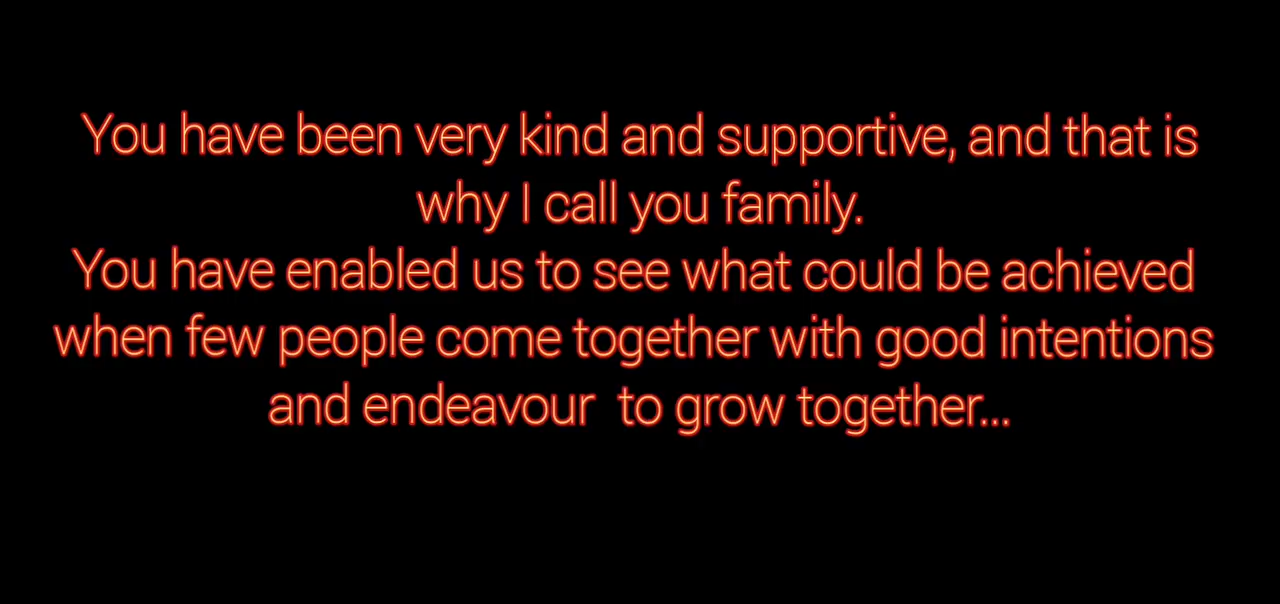 You have been very kind and supportive, and that is
why I call you family.
You have enabled us to see what could be achieved
when few people come together with good intentions
and endeavour  to grow together...